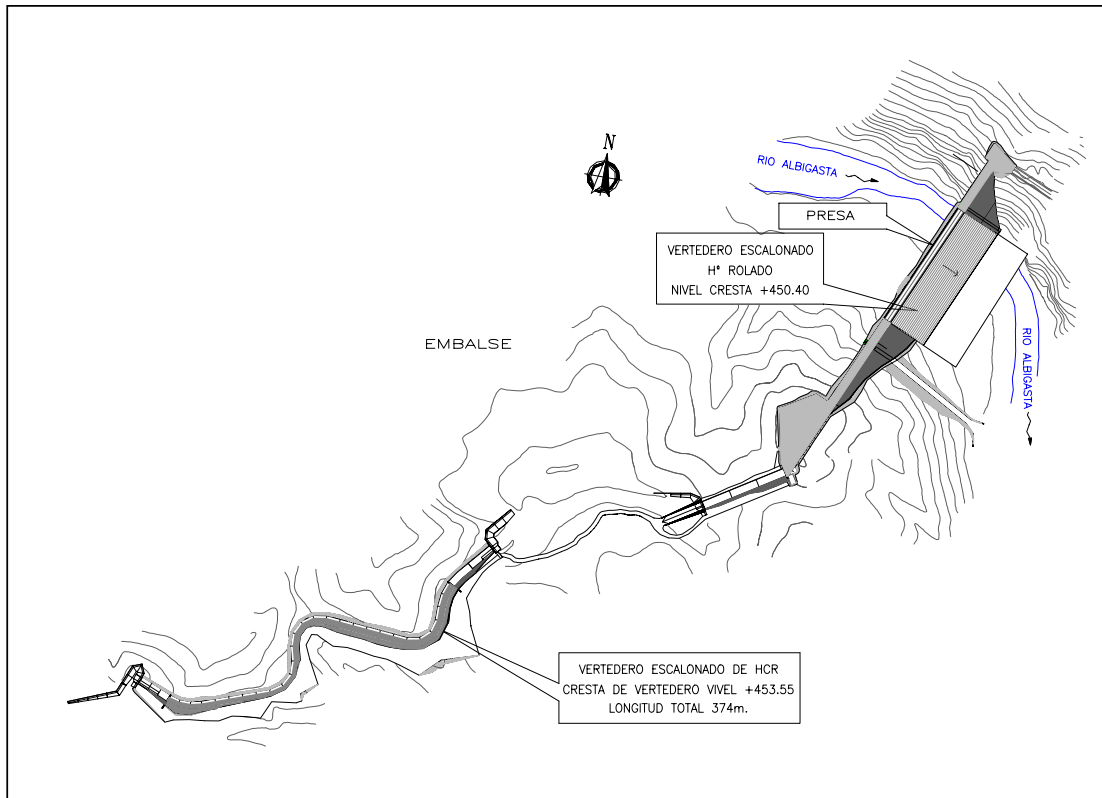 N
RIO ALBIGASTA
PRESA
VERTEDERO ESCALONADO
Hº ROLADO
NIVEL CRESTA +450.40
EMBALSE
RIO ALBIGASTA
VERTEDERO ESCALONADO DE HCR
CRESTA DE VERTEDERO VIVEL +453.55
LONGITUD TOTAL 374m.